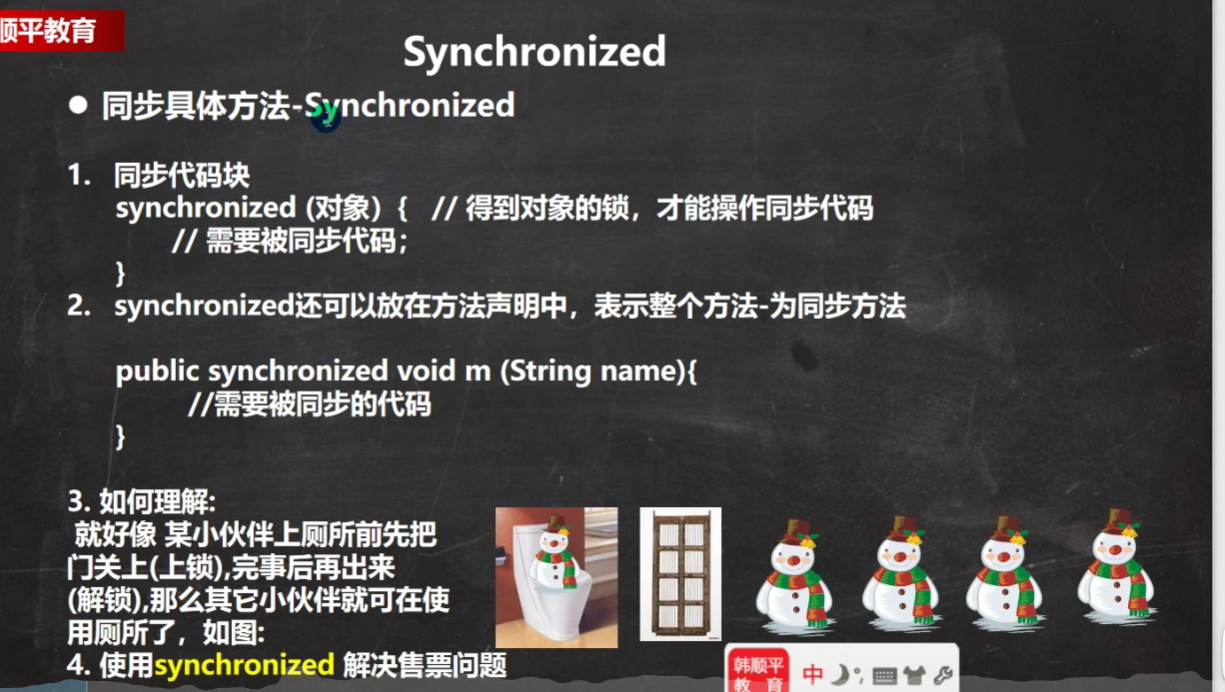 顺平教育
Synchronized
● 同步具体方法-Synchronized
1. 同步代码块
synchronized (对象) { // 得到对象的锁，才能操作同步代码
// 需要被同步代码;
}
2. synchronized还可以放在方法声明中，表示整个方法-为同步方法
public synchronized void m (String name){
//需要被同步的代码
}
3. 如何理解:
就好像 某小伙伴上厕所前先把
门关上(上锁),完事后再出来
(解锁),那么其它小伙伴就可在使
用厕所了，如图:
4. 使用synchronized 解决售票问题
韩顺平
教 育
中